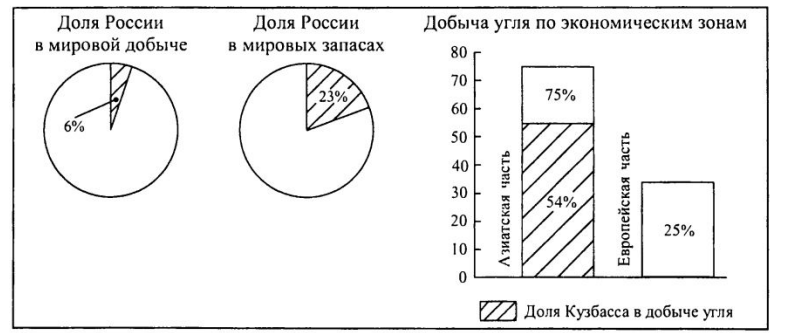 Доля России
в мировой добыче
6%
Доля России
в мировых запасах
23%
Добыча угля по экономическим зонам
80
70
60
50
40
30
20
10
0
Азиатская часть
75%
54%
Европейская часть
25%
Доля Кузбасса в добыче угля